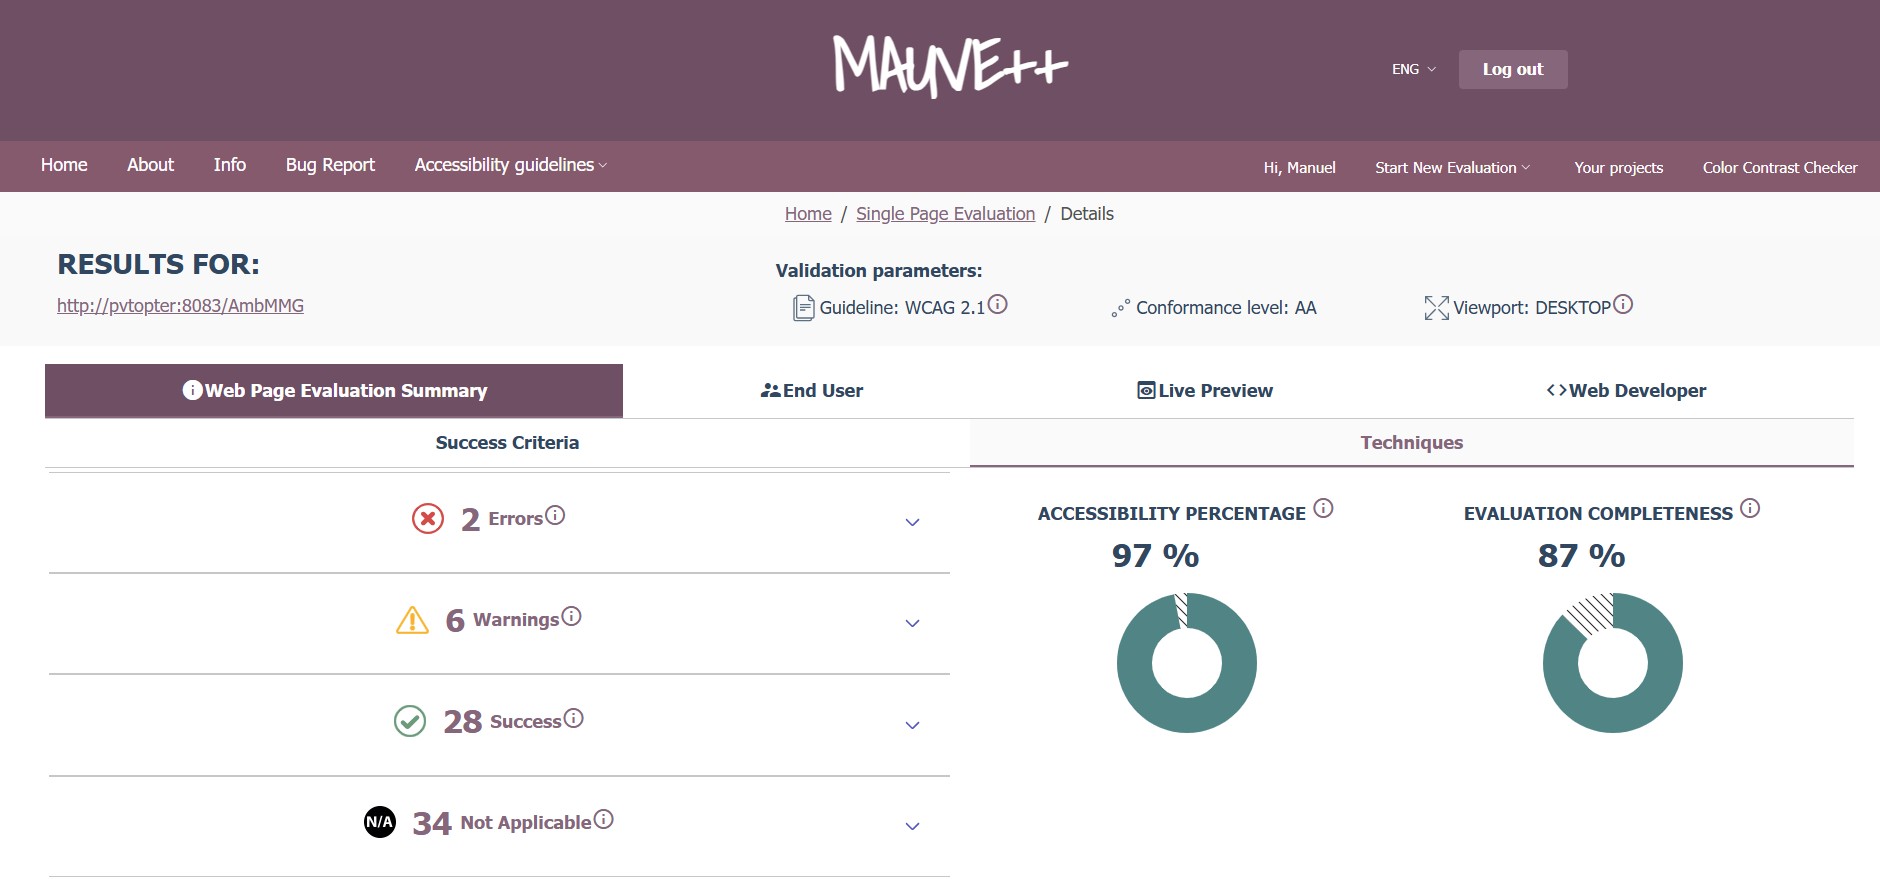 MAUVE++
ENG
Log out
Home
About
Info
Bug Report
Accessibility guidelines
Hi, Manuel
Start New Evaluation
Your projects
Color Contrast Checker
Home / Single Page Evaluation / Details
RESULTS FOR:
http://pvtopter:8083/AmbMMG
Validation parameters:
Guideline: WCAG 2.1
Conformance level: AA
Viewport: DESKTOP
Web Page Evaluation Summary
End User
Live Preview
Web Developer
Success Criteria
Techniques
2 Errors
6 Warnings
28 Success
N/A 34 Not Applicable
ACCESSIBILITY PERCENTAGE
97 %
EVALUATION COMPLETENESS
87 %